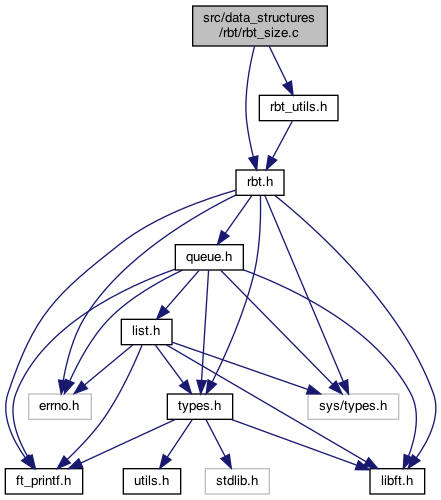 src/data_structures
/rbt/rbt_size.c
rbt_utils.h
rbt.h
queue.h
list.h
errno.h
types.h
sys/types.h
ft_printf.h
utils.h
stdlib.h
libft.h